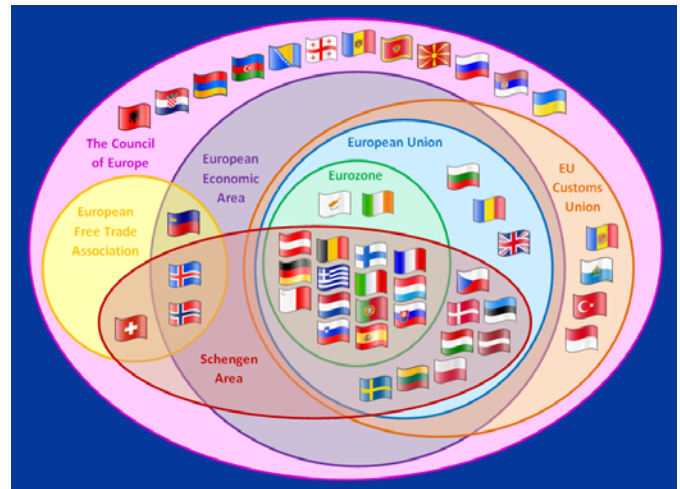 The Council
of Europe
European
Economic
Area
European Union
Eurozone
EU
Customs
Union
European
Free Trade
Association
Schengen
Area